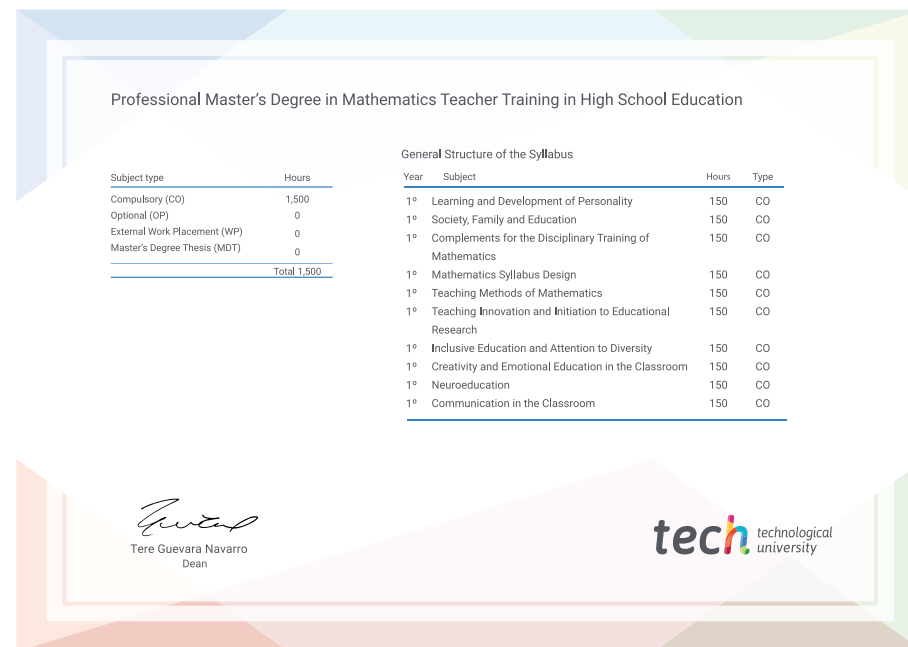 Professional Master's Degree in Mathematics Teacher Training in High School Education
General Structure of the Syllabus
Subject type Hours
Compulsory (CO) 1,500
Optional (OP) 0
External Work Placement (WP) 0
Master's Degree Thesis (MDT) 0
Total 1,500
Year Subject Hours Type
1º Learning and Development of Personality 150 CO
1º Society, Family and Education 150 CO
1º Complements for the Disciplinary Training of 150 CO
Mathematics
1º Mathematics Syllabus Design 150 CO
1º Teaching Methods of Mathematics 150 CO
1º Teaching Innovation and Initiation to Educational 150 CO
Research
1º Inclusive Education and Attention to Diversity 150 CO
1º Creativity and Emotional Education in the Classroom 150 CO
1º Neuroeducation 150 CO
1º Communication in the Classroom 150 CO
Tere Guevara Navarro
Dean
tech technological
university